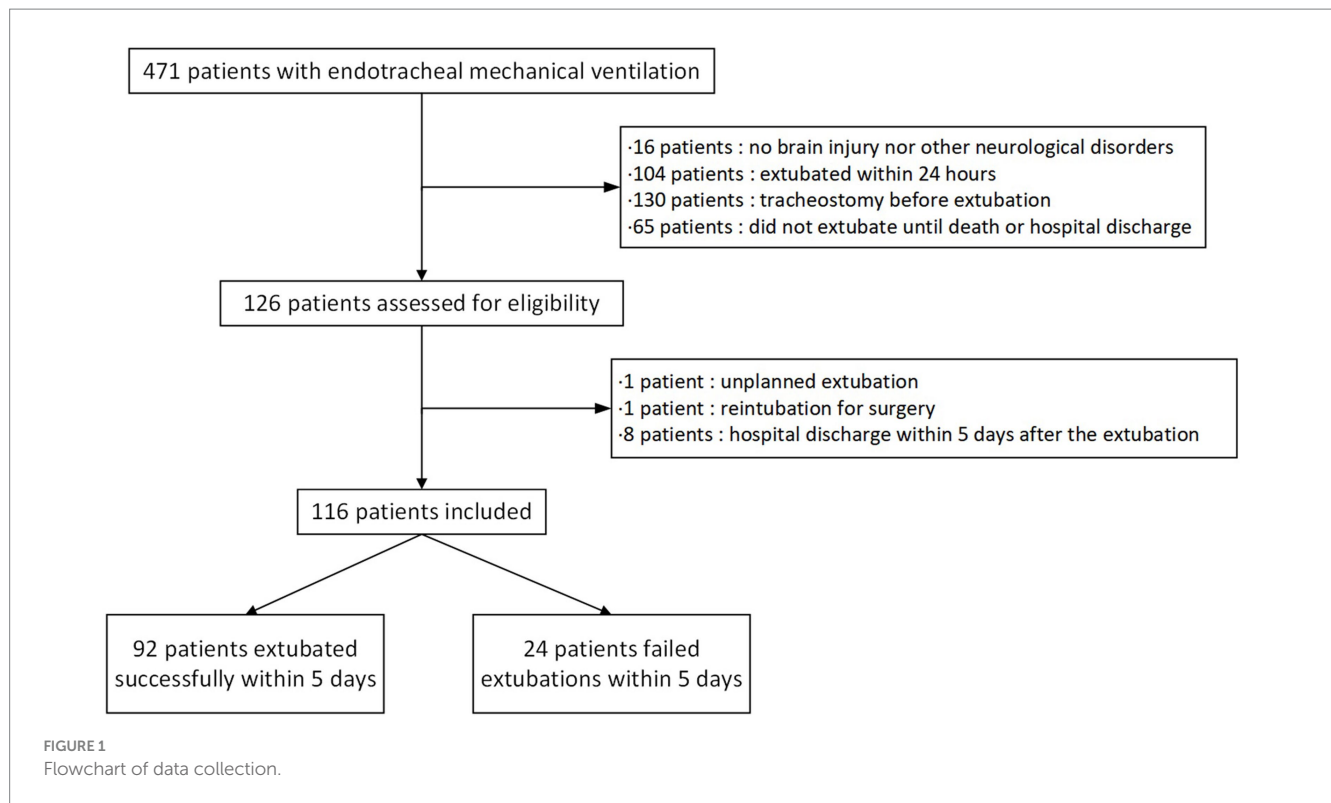 471 patients with endotracheal mechanical ventilation
·16 patients : no brain injury nor other neurological disorders
·104 patients : extubated within 24 hours
·130 patients : tracheostomy before extubation
·65 patients : did not extubate until death or hospital discharge
126 patients assessed for eligibility
·1 patient : unplanned extubation
·1 patient : reintubation for surgery
·8 patients : hospital discharge within 5 days after the extubation
116 patients included
92 patients extubated
successfully within 5 days
24 patients failed
extubations within 5 days
FIGURE 1
Flowchart of data collection.